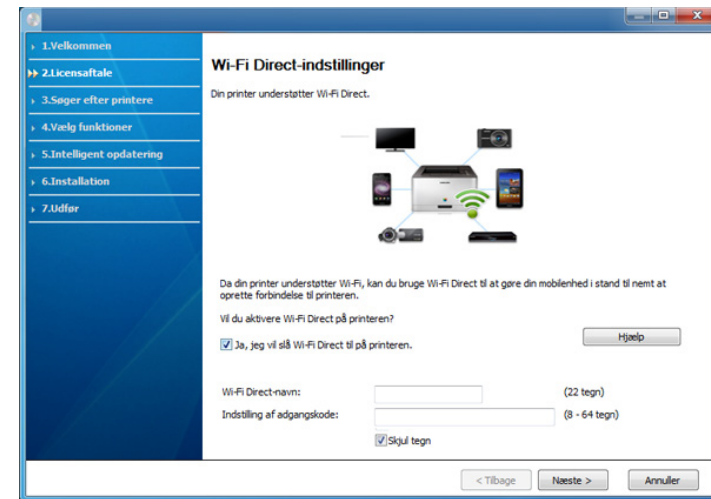 1.Velkommen
2.Licensaftale
3.Søger efter printere
4.Vælg funktioner
5.Intelligent opdatering
6.Installation
7.Udfør
Wi-Fi Direct-indstillinger
Din printer understøtter Wi-Fi Direct.
Da din printer understøtter Wi-Fi, kan du bruge Wi-Fi Direct til at gøre din mobilenhed i stand til nemt at
oprette forbindelse til printeren.
Vil du aktivere Wi-Fi Direct på printeren?
Ja, jeg vil slå Wi-Fi Direct til på printeren.
Hjælp
Wi-Fi Direct-navn:
(22 tegn)
Indstilling af adgangskode:
(8 - 64 tegn)
Skjul tegn
< Tilbage
Næste >
Annuller